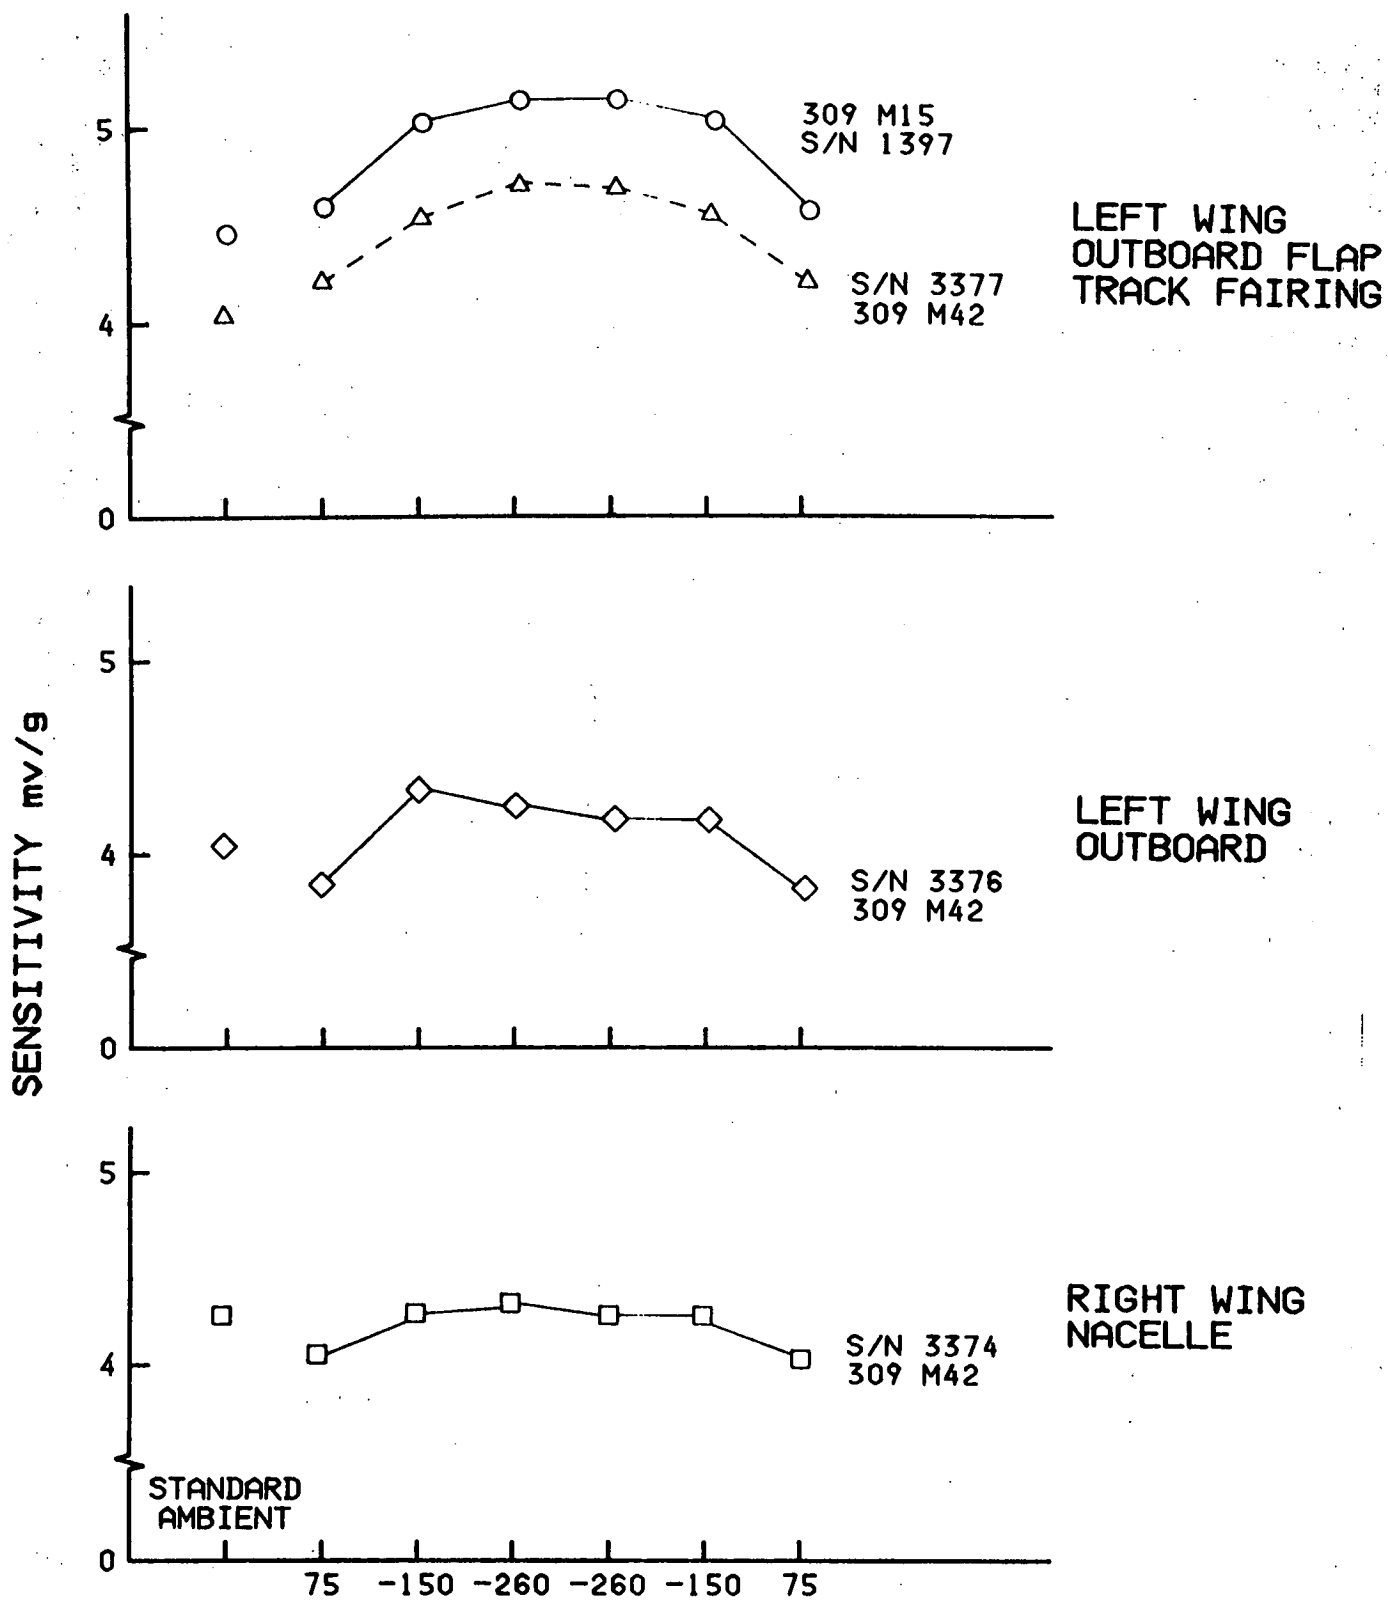 5
309 M15
S/N 1397
LEFT WING
OUTBOARD FLAP
TRACK FAIRING
S/N 3377
309 M42
4
0
SENSITIVITY mv/g
5
LEFT WING
OUTBOARD
4
S/N 3376
309 M42
0
5
RIGHT WING
NACELLE
4
S/N 3374
309 M42
STANDARD
AMBIENT
0
75 -150 -260 -260 -150 75